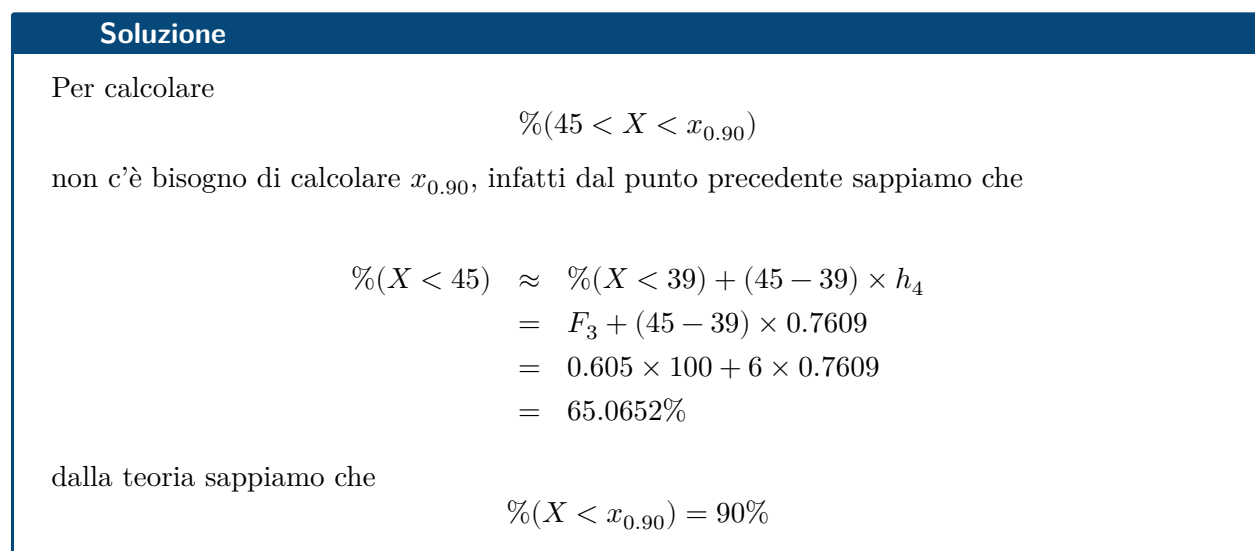 Soluzione
Per calcolare
%(45 < X < x_{0.90})
non c'è bisogno di calcolare x_{0.90}, infatti dal punto precedente sappiamo che
%(X < 45) ≈ %(X < 39) + (45 − 39) × h_4
= F_3 + (45 − 39) × 0.7609
= 0.605 × 100 + 6 × 0.7609
= 65.0652%
dalla teoria sappiamo che
%(X < x_{0.90}) = 90%